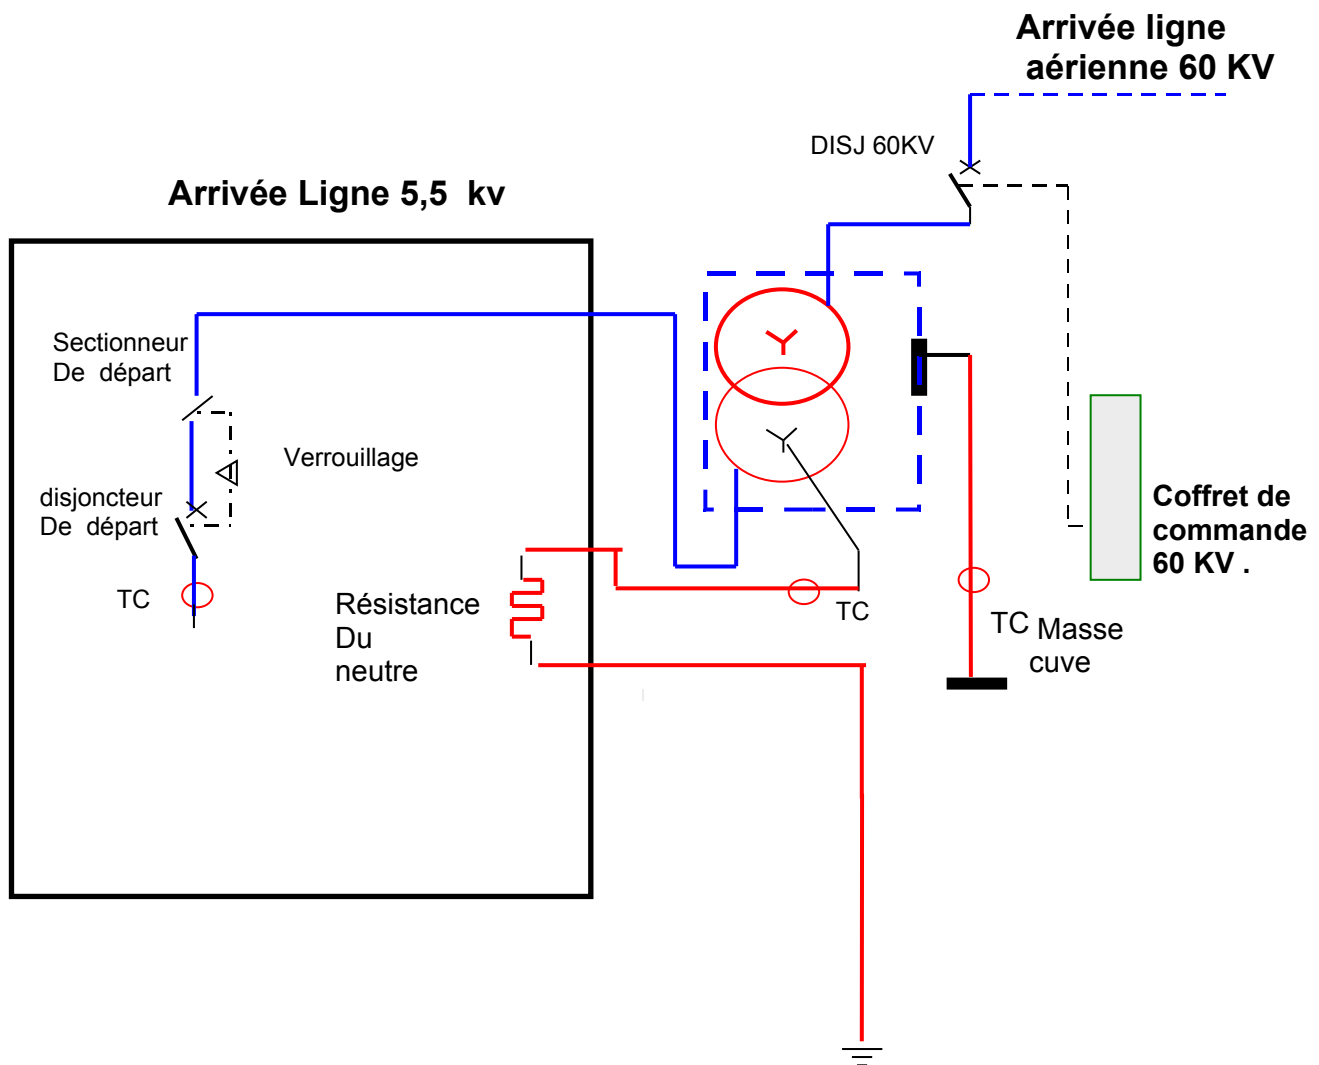 Arrivée ligne
aérienne 60 KV
DISJ 60KV
Arrivée Ligne 5,5 kv
Sectionneur
De départ
Verrouillage
disjoncteur
De départ
TC
Résistance
Du
neutre
TC
TC
Masse
cuve
Coffret de
commande
60 KV .